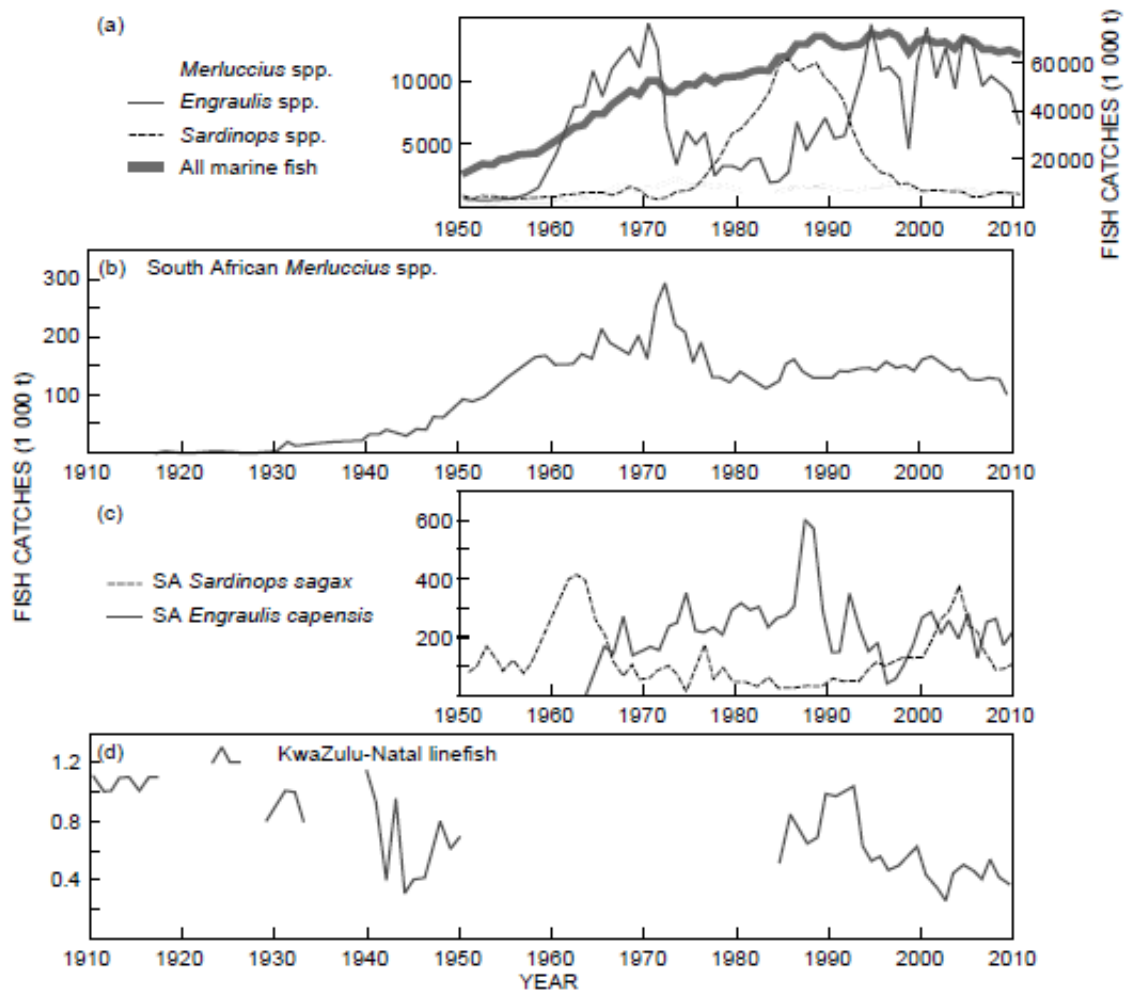 (a)
Merluccius spp.
Engraulis spp.
Sardinops spp.
All marine fish
10000
5000
60000
40000
20000
FISH CATCHES (1 000 t)
1950 1960 1970 1980 1990 2000 2010
(b) South African Merluccius spp.
300
200
100
1910 1920 1930 1940 1950 1960 1970 1980 1990 2000 2010
FISH CATCHES (1 000 t)
(c)
SA Sardinops sagax
SA Engraulis capensis
600
400
200
1950 1960 1970 1980 1990 2000 2010
(d) KwaZulu-Natal linefish
1.2
0.8
0.4
1910 1920 1930 1940 1950 1960 1970 1980 1990 2000 2010
YEAR